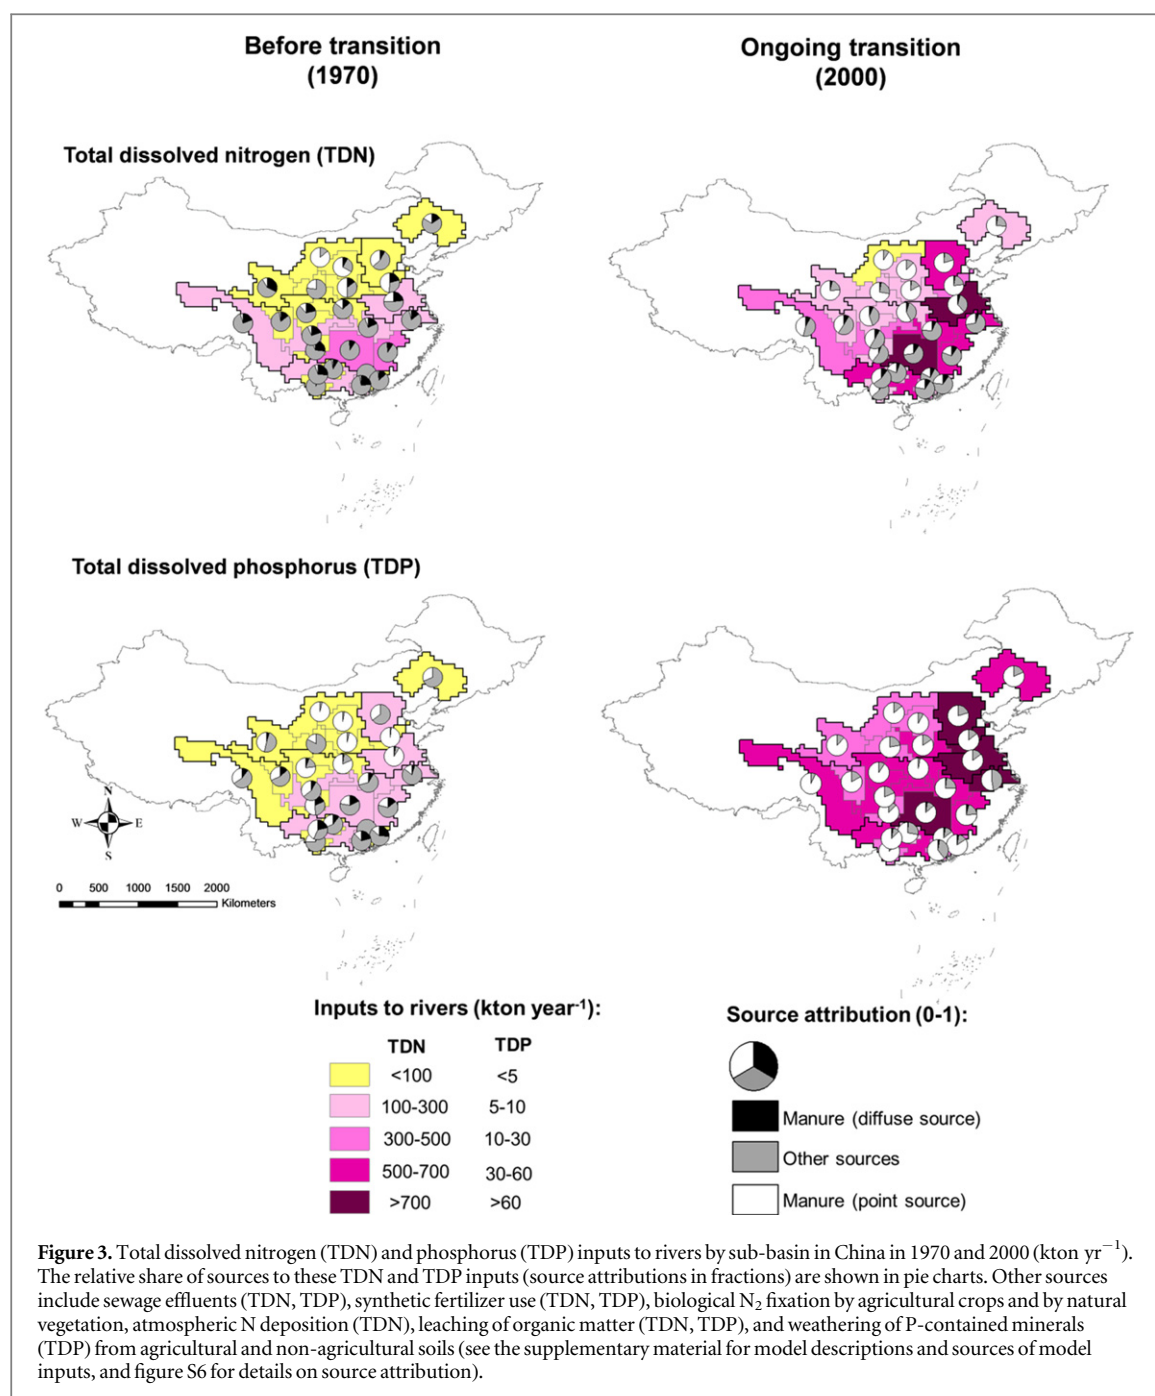 Before transition
(1970)
Ongoing transition
(2000)
Total dissolved nitrogen (TDN)
Total dissolved phosphorus (TDP)
N
W E
S
0 500 1000 1500 2000
Kilometers
Inputs to rivers (kton year-1):
TDN TDP
<100 <5
100-300 5-10
300-500 10-30
500-700 30-60
>700 >60
Source attribution (0-1):
Manure (diffuse source)
Other sources
Manure (point source)
Figure 3. Total dissolved nitrogen (TDN) and phosphorus (TDP) inputs to rivers by sub-basin in China in 1970 and 2000 (kton yr−1).
The relative share of sources to these TDN and TDP inputs (source attributions in fractions) are shown in pie charts. Other sources
include sewage effluents (TDN, TDP), synthetic fertilizer use (TDN, TDP), biological N2 fixation by agricultural crops and by natural
vegetation, atmospheric N deposition (TDN), leaching of organic matter (TDN, TDP), and weathering of P-contained minerals
(TDP) from agricultural and non-agricultural soils (see the supplementary material for model descriptions and sources of model
inputs, and figure S6 for details on source attribution).